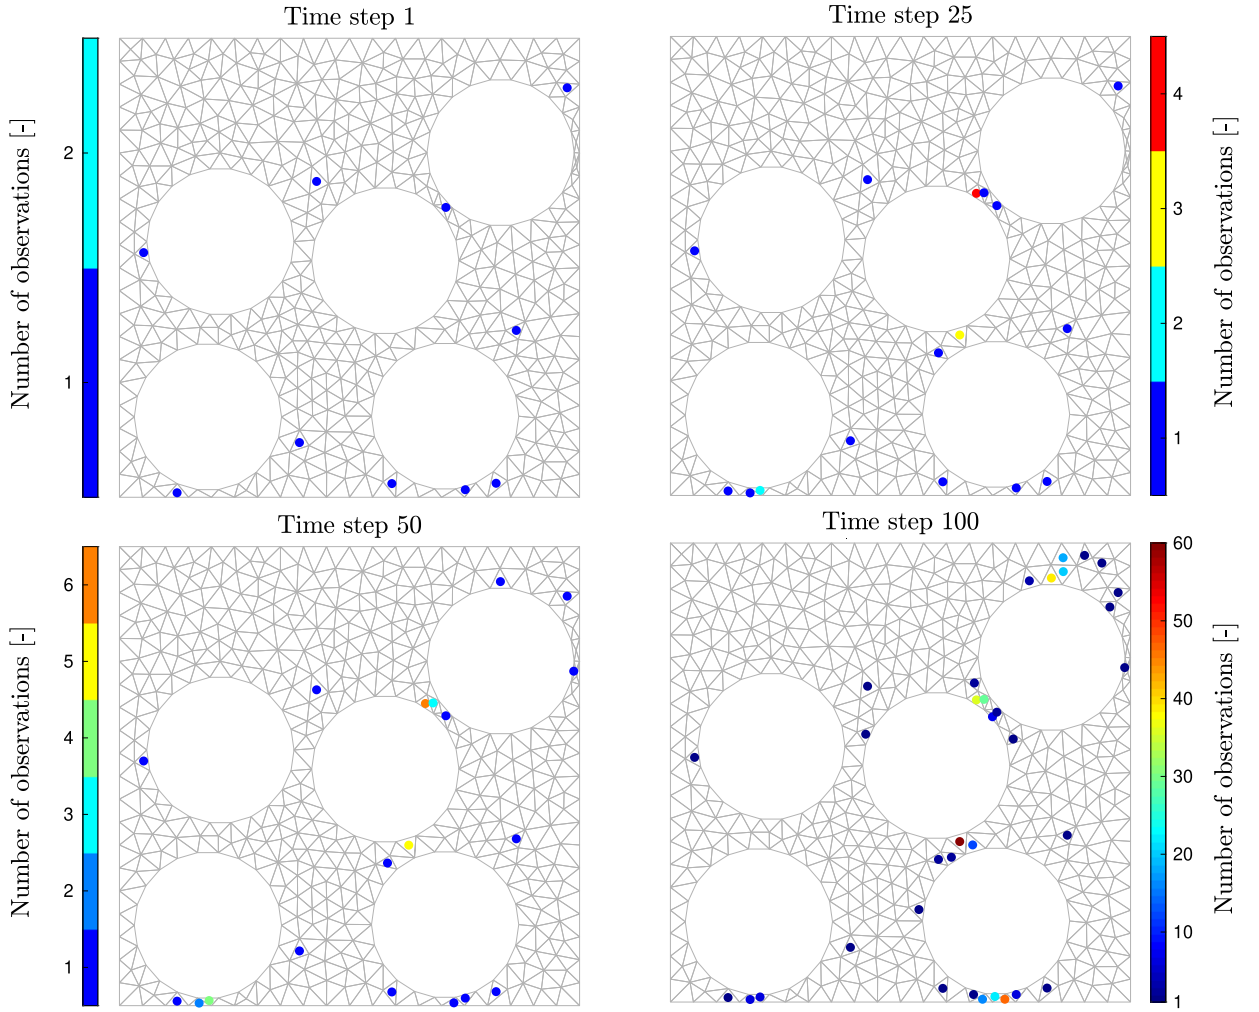 Time step 1
Number of observations [-]
2
1
Time step 25
4
3
2
1
Number of observations [-]
Time step 50
Number of observations [-]
6
5
4
3
2
1
Time step 100
60
50
40
30
20
10
1
Number of observations [-]